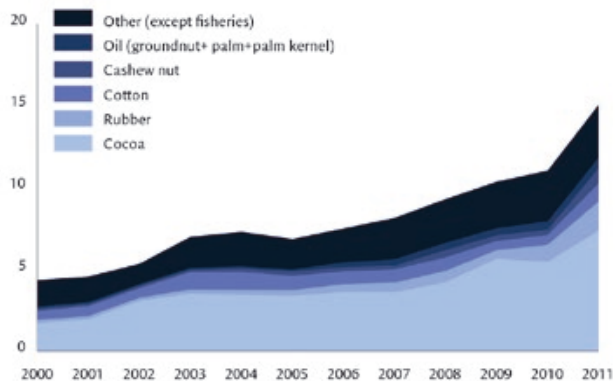 20
Other (except fisheries)
Oil (groundnut+ palm+palm kernel)
Cashew nut
15
Cotton
Rubber
Cocoa
10
5
0
2000 2001 2002 2003 2004 2005 2006 2007 2008 2009 2010 2011